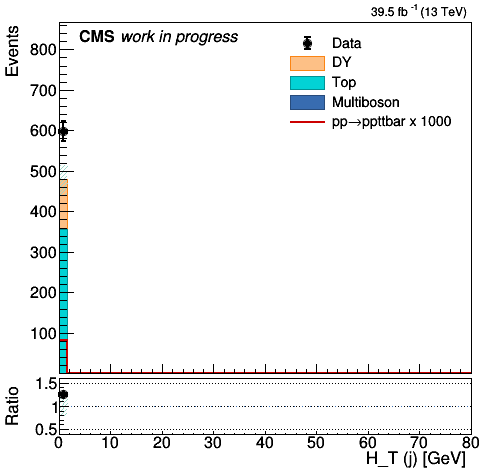 39.5 fb⁻¹ (13 TeV)
CMS work in progress
Events
800
700
600
500
400
300
200
100
Data
DY
Top
Multiboson
pp→ppttbar x 1000
Ratio
1.5
1
0.5
0 10 20 30 40 50 60 70 80
H_T (j) [GeV]